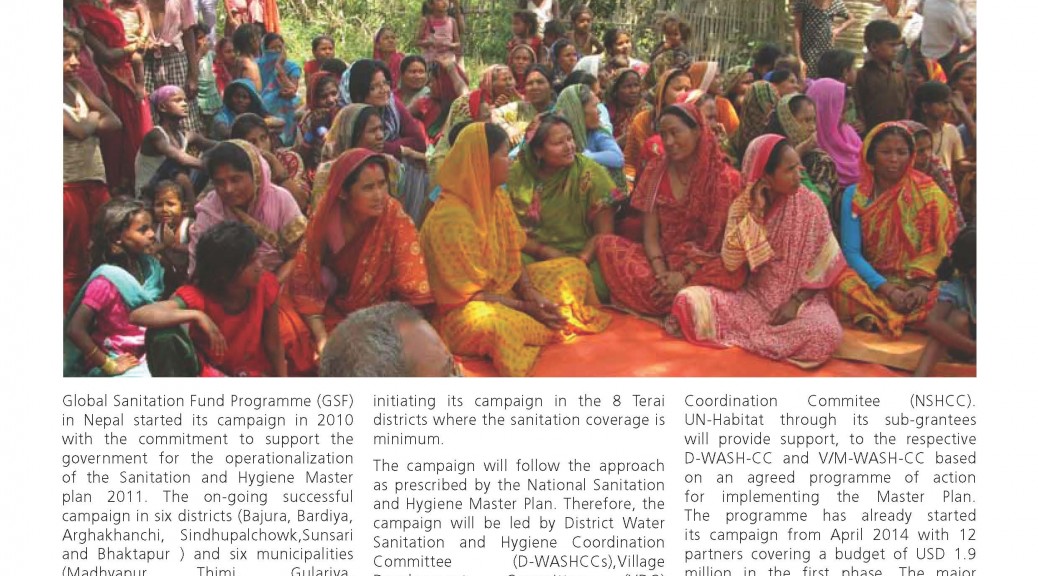 Global Sanitation Fund Programme (GSF)
in Nepal started its campaign in 2010
with the commitment to support the
government for the operationalization
of the Sanitation and Hygiene Master
plan 2011. The on-going successful
campaign in six districts (Bajura, Bardiya,
Arghakhanchi, Sindhupalchowk,Sunsari
and Bhaktapur ) and six municipalities
(Madhyapur Thimi, Gulariya,
initiating its campaign in the 8 Terai
districts where the sanitation coverage is
minimum.
The campaign will follow the approach
as prescribed by the National Sanitation
and Hygiene Master Plan. Therefore, the
campaign will be led by District Water
Sanitation and Hygiene Coordination
Committee (D-WASHCCs),Village
Development Committee (VDC)
Coordination Commitee (NSHCC).
UN-Habitat through its sub-grantees
will provide support, to the respective
D-WASH-CC and V/M-WASH-CC based
on an agreed programme of action
for implementing the Master Plan.
The programme has already started
its campaign from April 2014 with 12
partners covering a budget of USD 1.9
million in the first phase. The major